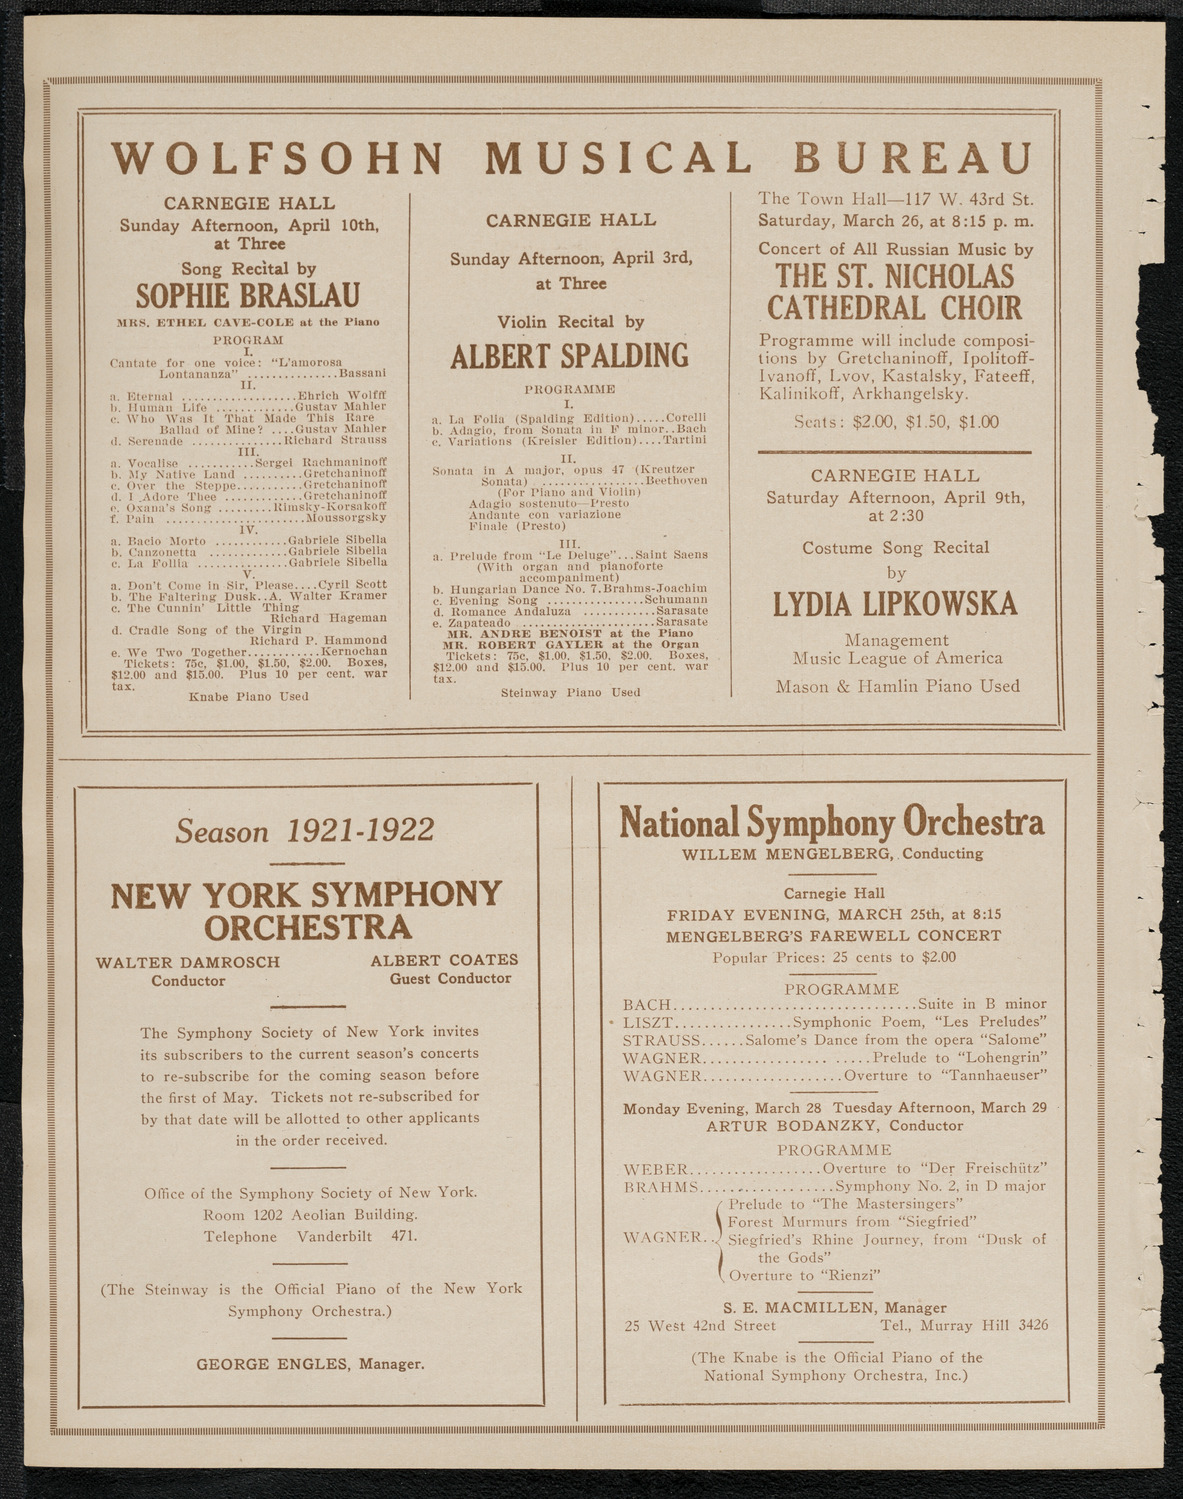 WOLFSOHN MUSICAL BUREAU
CARNEGIE HALL
Sunday Afternoon, April 10th,
at Three
Song Recital by
SOPHIE BRASLAU
MRS. ETHEL CAVE-COLE at the Piano
PROGRAM
I.
Cantate for one voice: "L'amorosa
Lontananza" ...............Bassani
II.
a. Eternal ..................Ehrich Wolfff
b. Human Life .............Gustav Mahler
c. Who Was It That Made This Rare
Ballad of Mine? ....Gustav Mahler
d. Serenade ...............Richard Strauss
III.
a. Vocalise ...........Sergei Rachmaninoff
b. My Native Land ..........Gretchaninoff
c. Over the Steppe...........Gretchaninoff
d. I Adore Thee .............Gretchaninoff
e. Oxana's Song .........Rimsky-Korsakoff
f. Pain .......................Moussorgsky
IV.
a. Bacio Morto ............Gabriele Sibella
b. Canzonetta .............Gabriele Sibella
c. La Follia ...............Gabriele Sibella
V.
a. Don't Come in Sir, Please....Cyril Scott
b. The Faltering Dusk..A. Walter Kramer
c. The Cunnin' Little Thing
Richard Hageman
d. Cradle Song of the Virgin
Richard P. Hammond
e. We Two Together............Kernochan
Tickets: 75c, $1.00, $1.50, $2.00. Boxes,
$12.00 and $15.00. Plus 10 per cent. war
tax.
Knabe Piano Used
CARNEGIE HALL
Sunday Afternoon, April 3rd,
at Three
Violin Recital by
ALBERT SPALDING
PROGRAMME
I.
a. La Folia (Spalding Edition).....Corelli
b. Adagio, from Sonata in F minor..Bach
c. Variations (Kreisler Edition)....Tartini
II.
Sonata in A major, opus 47 (Kreutzer
Sonata) .................Beethoven
(For Piano and Violin)
Adagio sostenuto—Presto
Andante con variazione
Finale (Presto)
III.
a. Prelude from "Le Deluge"...Saint Saens
(With organ and pianoforte
accompaniment)
b. Hungarian Dance No. 7.Brahms-Joachim
c. Evening Song ................Schumann
d. Romance Andaluza ............Sarasate
e. Zapateado ......................Sarasate
MR. ANDRE BENOIST at the Piano
MR. ROBERT GAYLER at the Organ
Tickets: 75c, $1.00, $1.50, $2.00. Boxes,
$12.00 and $15.00. Plus 10 per cent. war
tax.
Steinway Piano Used
The Town Hall—117 W. 43rd St.
Saturday, March 26, at 8:15 p. m.
Concert of All Russian Music by
THE ST. NICHOLAS
CATHEDRAL CHOIR
Programme will include composi-
tions by Gretchaninoff, Ipolitoff-
Ivanoff, Lvov, Kastalsky, Fateeff,
Kalinikoff, Arkhangelsky.
Seats: $2.00, $1.50, $1.00
CARNEGIE HALL
Saturday Afternoon, April 9th,
at 2:30
Costume Song Recital
by
LYDIA LIPKOWSKA
Management
Music League of America
Mason & Hamlin Piano Used
Season 1921-1922
NEW YORK SYMPHONY
ORCHESTRA
WALTER DAMROSCH ALBERT COATES
Conductor Guest Conductor
The Symphony Society of New York invites
its subscribers to the current season's concerts
to re-subscribe for the coming season before
the first of May. Tickets not re-subscribed for
by that date will be allotted to other applicants
in the order received.
Office of the Symphony Society of New York.
Room 1202 Aeolian Building.
Telephone Vanderbilt 471.
(The Steinway is the Official Piano of the New York
Symphony Orchestra.)
GEORGE ENGLES, Manager.
National Symphony Orchestra
WILLEM MENGELBERG, Conducting
Carnegie Hall
FRIDAY EVENING, MARCH 25th, at 8:15
MENGELBERG'S FAREWELL CONCERT
Popular Prices: 25 cents to $2.00
PROGRAMME
BACH................................Suite in B minor
LISZT................Symphonic Poem, "Les Preludes"
STRAUSS......Salome's Dance from the opera "Salome"
WAGNER................. .....Prelude to "Lohengrin"
WAGNER...................Overture to "Tannhaeuser"
Monday Evening, March 28 Tuesday Afternoon, March 29
ARTUR BODANZKY, Conductor
PROGRAMME
WEBER..................Overture to "Der Freischütz"
BRAHMS...................Symphony No. 2, in D major
Prelude to "The Mastersingers"
Forest Murmurs from "Siegfried"
WAGNER.. Siegfried's Rhine Journey, from "Dusk of
the Gods"
Overture to "Rienzi"
S. E. MACMILLEN, Manager
25 West 42nd Street Tel., Murray Hill 3426
(The Knabe is the Official Piano of the
National Symphony Orchestra, Inc.)